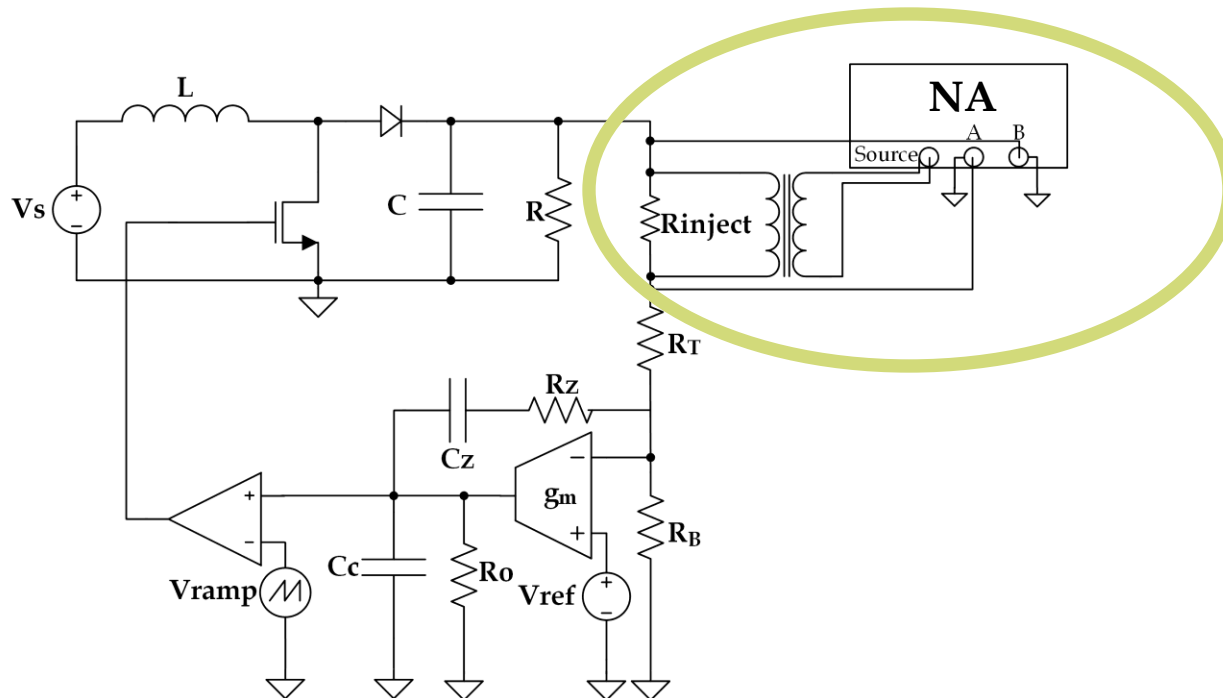 L
NA
A
B
Source
Vs
+
−
C
R
Rinject
RT
Rz
Cz
gm
−
+
RB
+
−
Cc
Ro
Vramp
Vref
+
−